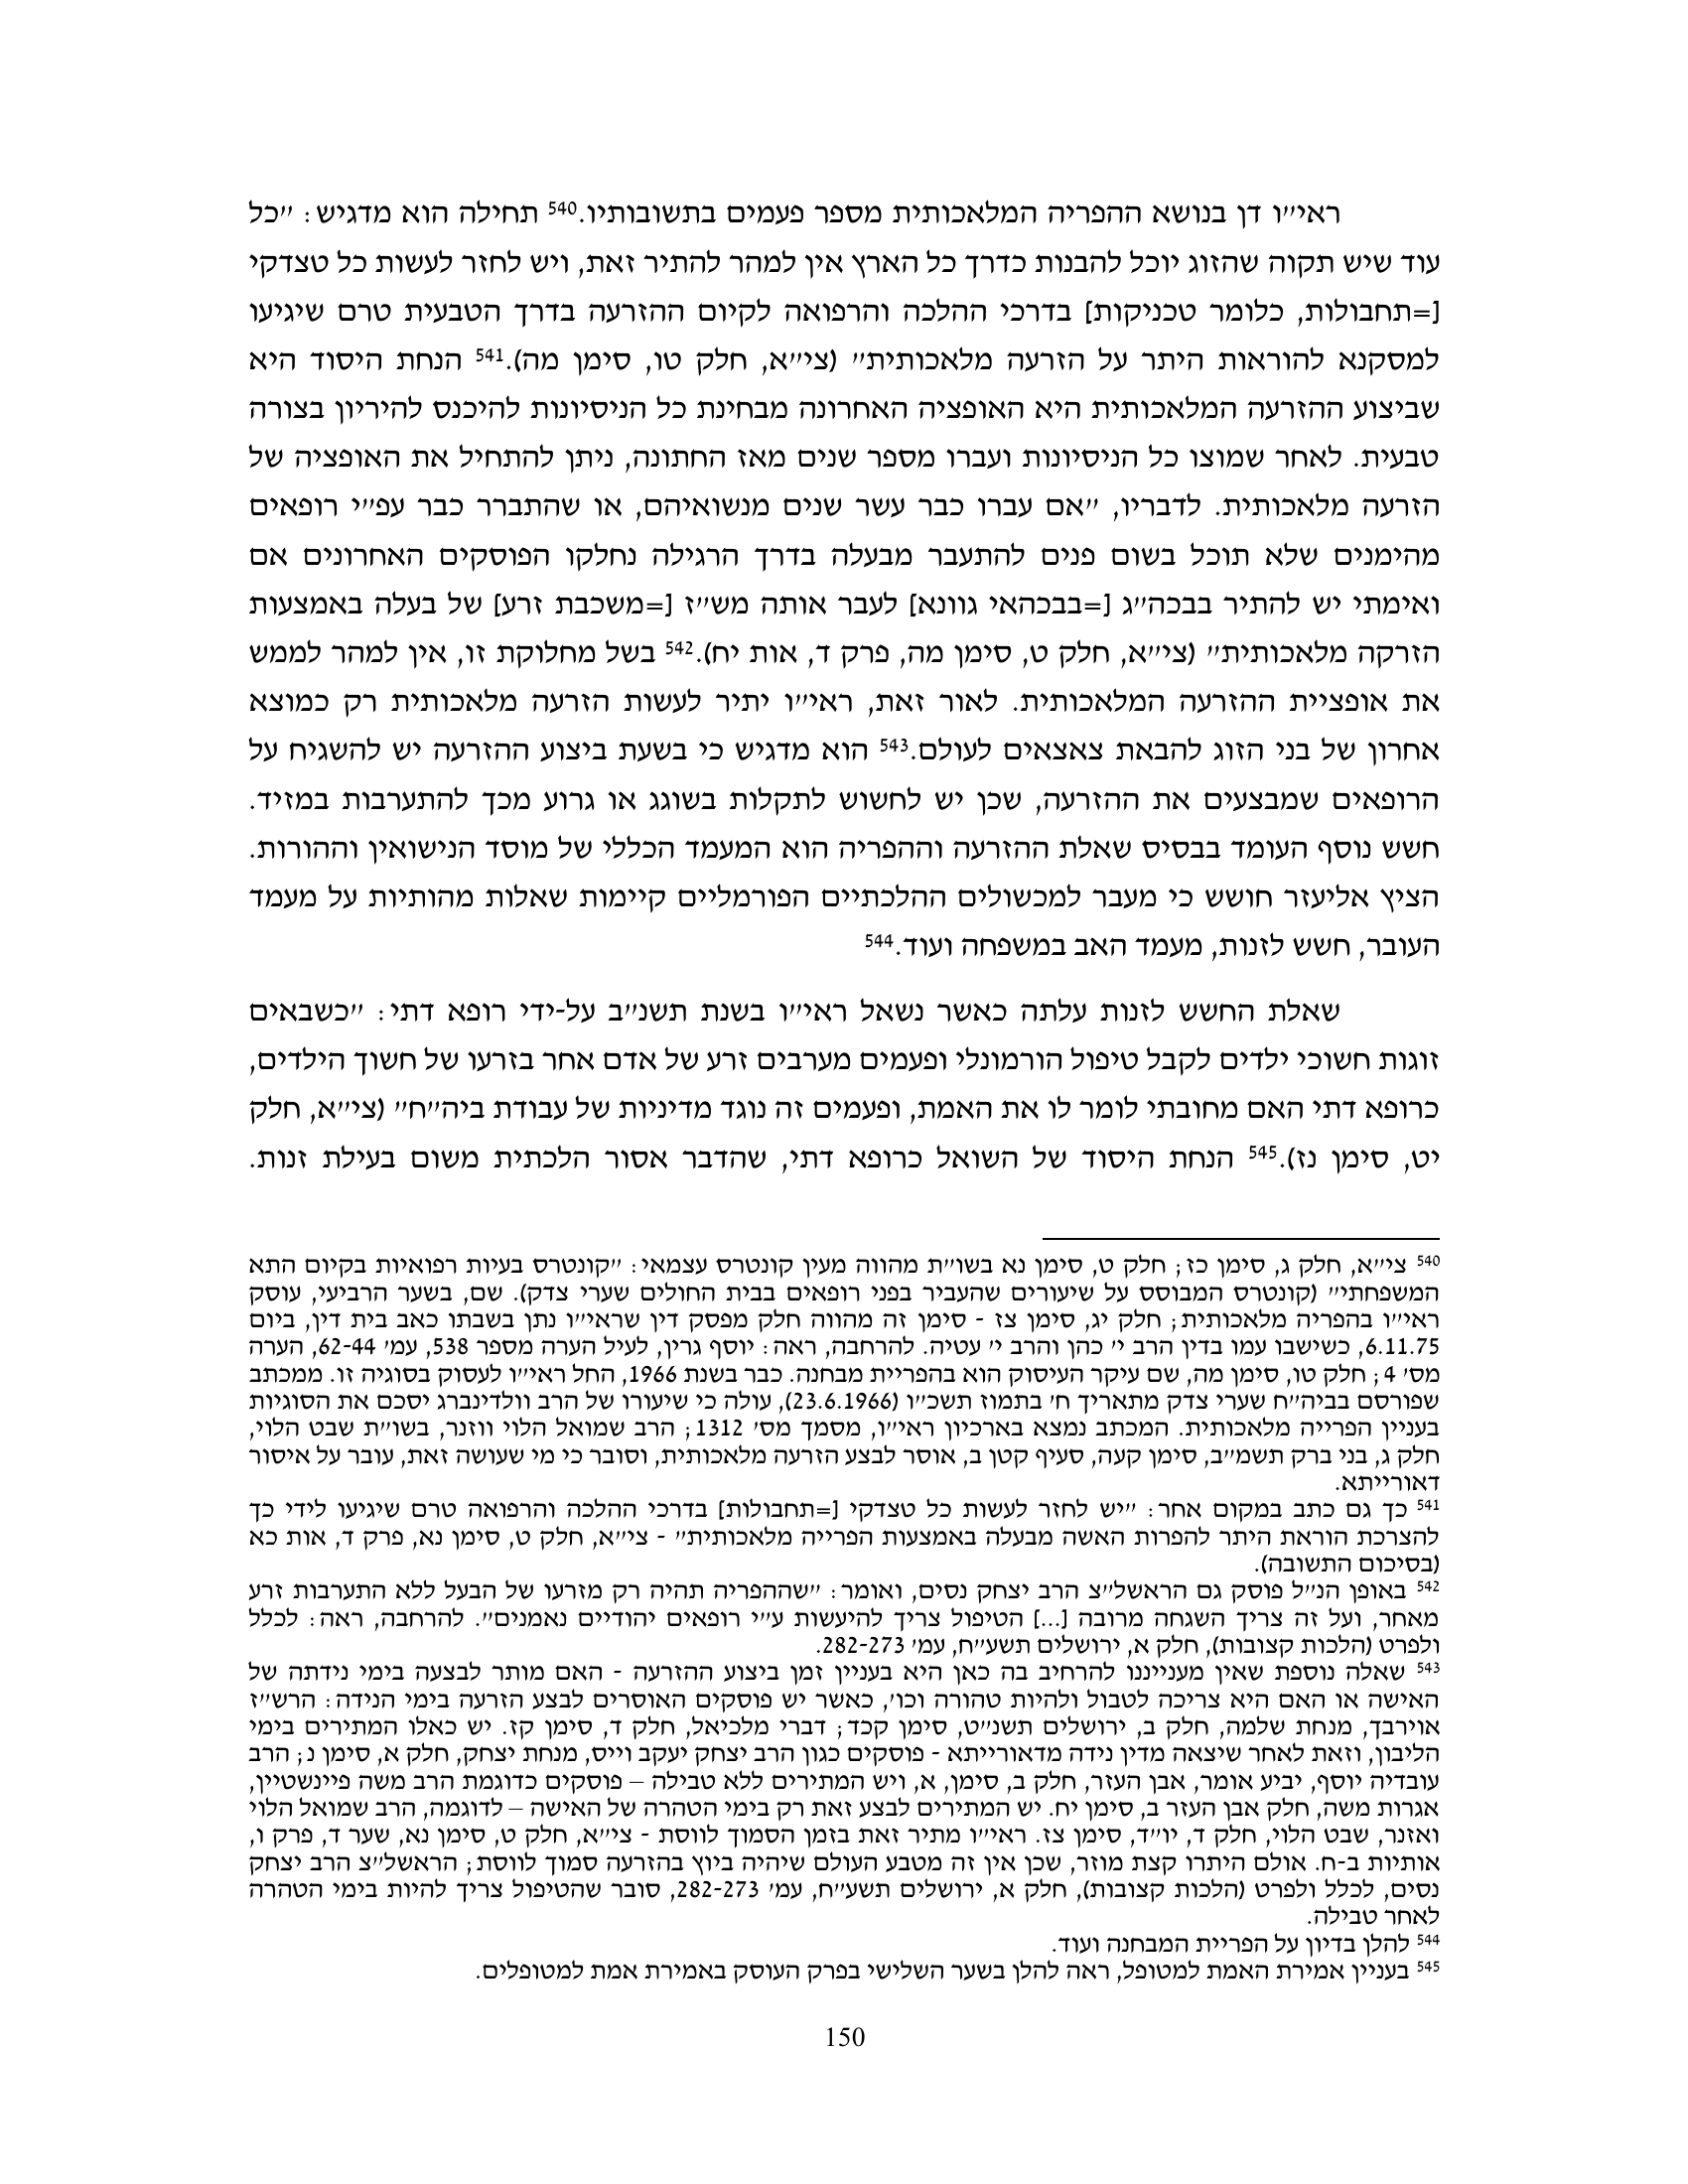 ראי״ו דן בנושא ההפריה המלאכותית מספר פעמים בתשובותיו.540 תחילה הוא מדגיש: ״כל
עוד שיש תקוה שהזוג יוכל להבנות כדרך כל הארץ אין למהר להתיר זאת, ויש לחזר לעשות כל טצדקי
[=תחבולות, כלומר טכניקות] בדרכי ההלכה והרפואה לקיום ההזרעה בדרך הטבעית טרם שיגיעו
למסקנא להוראות היתר על הזרעה מלאכותית״ (צי״א, חלק טו, סימן מה).541 הנחת היסוד היא
שביצוע ההזרעה המלאכותית היא האופציה האחרונה מבחינת כל הניסיונות להיכנס להיריון בצורה
טבעית. לאחר שמוצו כל הניסיונות ועברו מספר שנים מאז החתונה, ניתן להתחיל את האופציה של
הזרעה מלאכותית. לדבריו, ״אם עברו כבר עשר שנים מנשואיהם, או שהתברר כבר עפ״י רופאים
מהימנים שלא תוכל בשום פנים להתעבר מבעלה בדרך הרגילה נחלקו הפוסקים האחרונים אם
ואימתי יש להתיר בבכה״ג [=בבכהאי גוונא] לעבר אותה מש״ז [=משכבת זרע] של בעלה באמצעות
הזרקה מלאכותית״ (צי״א, חלק ט, סימן מה, פרק ד, אות יח).542 בשל מחלוקת זו, אין למהר לממש
את אופציית ההזרעה המלאכותית. לאור זאת, ראי״ו יתיר לעשות הזרעה מלאכותית רק כמוצא
אחרון של בני הזוג להבאת צאצאים לעולם.543 הוא מדגיש כי בשעת ביצוע ההזרעה יש להשגיח על
הרופאים שמבצעים את ההזרעה, שכן יש לחשוש לתקלות בשוגג או גרוע מכך להתערבות במזיד.
חשש נוסף העומד בבסיס שאלת ההזרעה וההפריה הוא המעמד הכללי של מוסד הנישואין וההורות.
הציץ אליעזר חושש כי מעבר למכשולים ההלכתיים הפורמליים קיימות שאלות מהותיות על מעמד
העובר, חשש לזנות, מעמד האב במשפחה ועוד.544
שאלת החשש לזנות עלתה כאשר נשאל ראי״ו בשנת תשנ״ב על-ידי רופא דתי: ״כשבאים
זוגות חשוכי ילדים לקבל טיפול הורמונלי ופעמים מערבים זרע של אדם אחר בזרעו של חשוך הילדים,
כרופא דתי האם מחובתי לומר לו את האמת, ופעמים זה נוגד מדיניות של עבודת ביה״ח״ (צי״א, חלק
יט, סימן נז).545 הנחת היסוד של השואל כרופא דתי, שהדבר אסור הלכתית משום בעילת זנות.
540 צי״א, חלק ג, סימן כז; חלק ט, סימן נא בשו״ת מהווה מעין קונטרס עצמאי: ״קונטרס בעיות רפואיות בקיום התא
המשפחתי״ (קונטרס המבוסס על שיעורים שהעביר בפני רופאים בבית החולים שערי צדק). שם, בשער הרביעי, עוסק
ראי״ו בהפריה מלאכותית; חלק יג, סימן צז - סימן זה מהווה חלק מפסק דין שראי״ו נתן בשבתו כאב בית דין, ביום
6.11.75, כשישבו עמו בדין הרב י׳ כהן והרב י׳ עטיה. להרחבה, ראה: יוסף גרין, לעיל הערה מספר 538, עמ׳ 62-44, הערה
מס׳ 4; חלק טו, סימן מה, שם עיקר העיסוק הוא בהפריית מבחנה. כבר בשנת 1966, החל ראי״ו לעסוק בסוגיה זו. ממכתב
שפורסם בביה״ח שערי צדק מתאריך ח׳ בתמוז תשכ״ו (23.6.1966), עולה כי שיעורו של הרב וולדינברג יסכם את הסוגיות
בעניין הפרייה מלאכותית. המכתב נמצא בארכיון ראי״ו, מסמך מס׳ 1312; הרב שמואל הלוי ווזנר, בשו״ת שבט הלוי,
חלק ג, בני ברק תשמ״ב, סימן קעה, סעיף קטן ב, אוסר לבצע הזרעה מלאכותית, וסובר כי מי שעושה זאת, עובר על איסור
דאורייתא.
541 כך גם כתב במקום אחר: ״יש לחזר לעשות כל טצדקי [=תחבולות] בדרכי ההלכה והרפואה טרם שיגיעו לידי כך
להצרכת הוראת היתר להפרות האשה מבעלה באמצעות הפרייה מלאכותית״ - צי״א, חלק ט, סימן נא, פרק ד, אות כא
(בסיכום התשובה).
542 באופן הנ״ל פוסק גם הראשל״צ הרב יצחק נסים, ואומר: ״שההפריה תהיה רק מזרעו של הבעל ללא התערבות זרע
מאחר, ועל זה צריך השגחה מרובה [...] הטיפול צריך להיעשות ע״י רופאים יהודיים נאמנים״. להרחבה, ראה: לכלל
ולפרט (הלכות קצובות), חלק א, ירושלים תשע״ח, עמ׳ 282-273.
543 שאלה נוספת שאין מעניננו להרחיב בה כאן היא בעניין זמן ביצוע ההזרעה - האם מותר לבצעה בימי נידתה של
האישה או האם היא צריכה לטבול ולהיות טהורה וכו׳, כאשר יש פוסקים האוסרים לבצע הזרעה בימי הנידה: הרש״ז
אוירבך, מנחת שלמה, חלק ב, ירושלים תשנ״ט, סימן קכד; דברי מלכיאל, חלק ד, סימן קז. יש כאלו המתירים בימי
הליבון, וזאת לאחר שיצאה מדין נידה מדאורייתא - פוסקים כגון הרב יצחק יעקב וייס, מנחת יצחק, חלק א, סימן נ; הרב
עובדיה יוסף, יביע אומר, אבן העזר, חלק ב, סימן, א, ויש המתירים ללא טבילה – פוסקים כדוגמת הרב משה פיינשטיין,
אגרות משה, חלק אבן העזר ב, סימן יח. יש המתירים לבצע זאת רק בימי הטהרה של האישה – לדוגמה, הרב שמואל הלוי
ואזנר, שבט הלוי, חלק ד, יו״ד, סימן צז. ראי״ו מתיר זאת בזמן הסמוך לווסת - צי״א, חלק ט, סימן נא, שער ד, פרק ו,
אותיות ב-ח. אולם היתרו קצת מוזר, שכן אין זה מטבע העולם שיהיה ביוץ בהזרעה סמוך לווסת; הראשל״צ הרב יצחק
נסים, לכלל ולפרט (הלכות קצובות), חלק א, ירושלים תשע״ח, עמ׳ 282-273, סובר שהטיפול צריך להיות בימי הטהרה
לאחר טבילה.
544 להלן בדיון על הפריית המבחנה ועוד.
545 בעניין אמירת האמת למטופל, ראה להלן בשער השלישי בפרק העוסק באמירת אמת למטופלים.
150